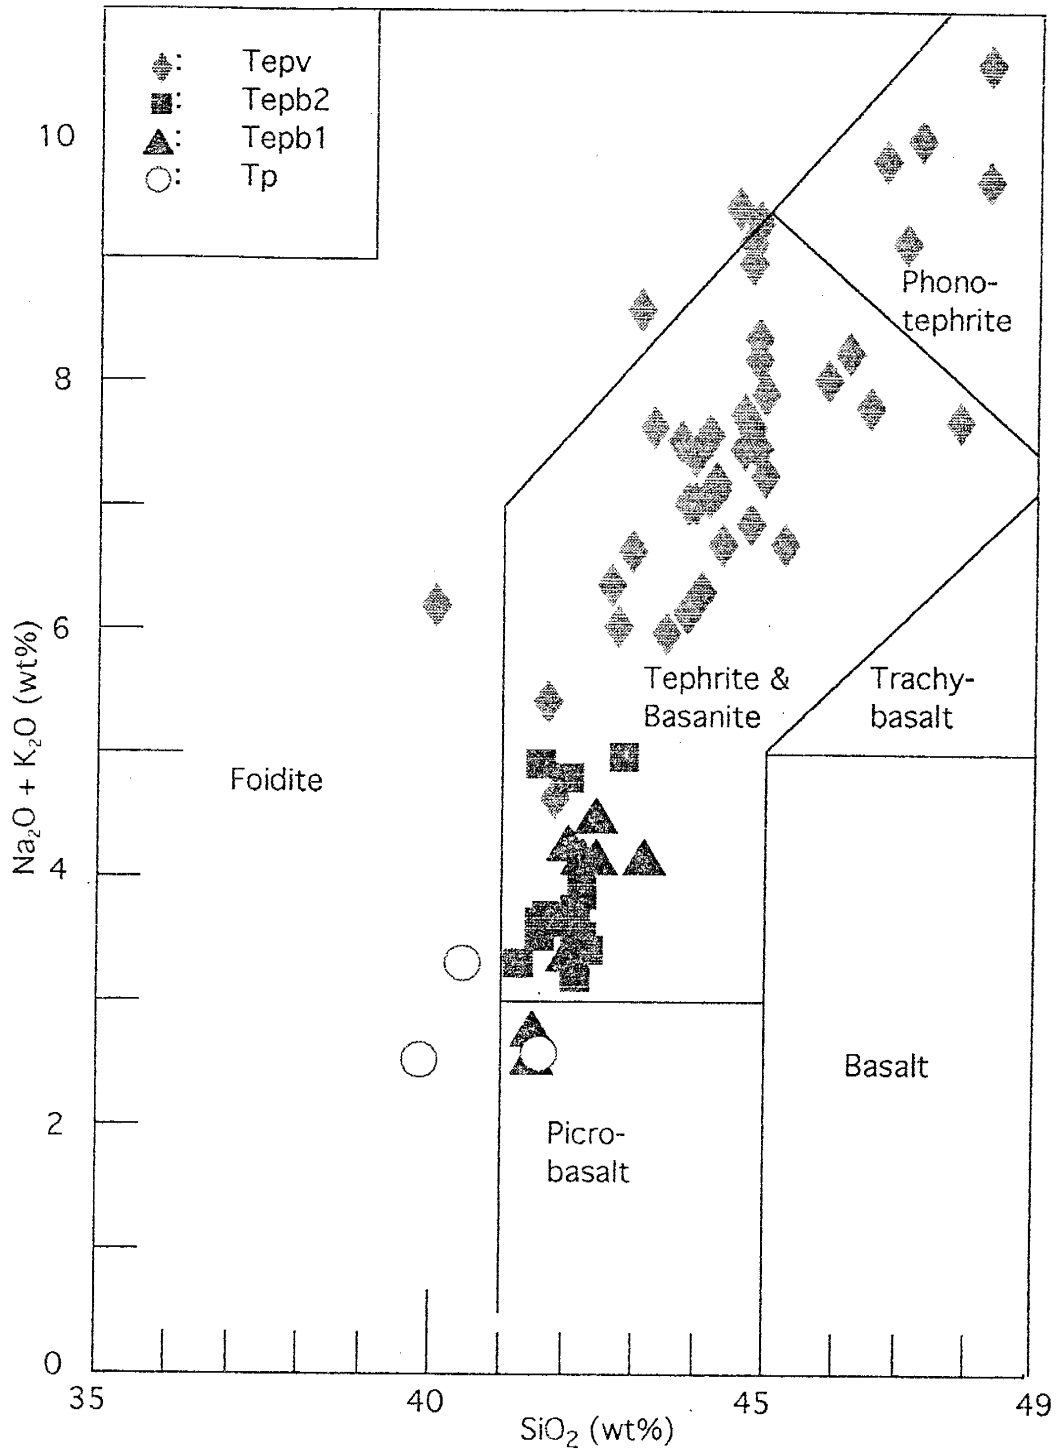 : Tepv
: Tepb2
: Tepb1
: Tp
10
8
6
4
2
0
Na₂O + K₂O (wt%)
Phono-
tephrite
Tephrite &
Basanite
Trachy-
basalt
Foidite
Basalt
Picro-
basalt
35
40
45
49
SiO₂ (wt%)